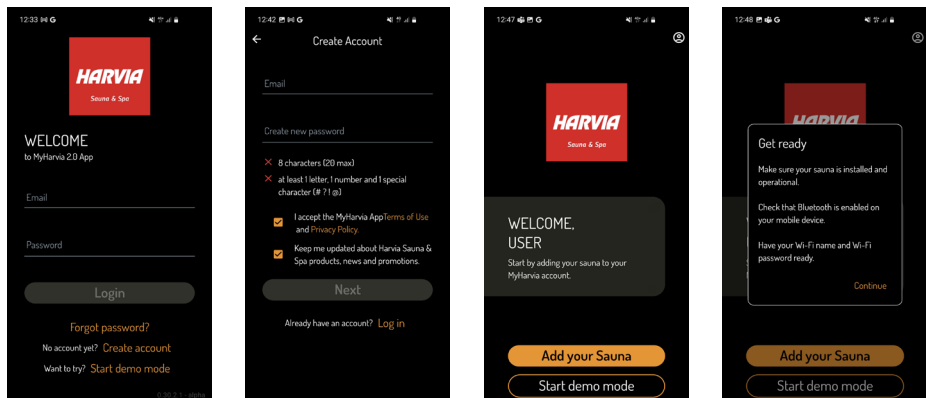 12:33 G
HARVIA
Sauna & Spa
WELCOME
to MyHarvia 2.0 App
Email
Password
Login
Forgot password?
No account yet? Create account
Want to try? Start demo mode
0.30.2.1 - alpha
12:42 G
Create Account
Email
Create new password
8 characters (20 max)
at least 1 letter, 1 number and 1 special
character (# ? ! @)
I accept the MyHarvia AppTerms of Use
and Privacy Policy.
Keep me updated about Harvia Sauna &
Spa products, news and promotions.
Next
Already have an account? Log in
12:47 G
HARVIA
Sauna & Spa
WELCOME,
USER
Start by adding your sauna to your
MyHarvia account.
Add your Sauna
Start demo mode
12:48 G
HARVIA
Get ready
Make sure your sauna is installed and
operational.
Check that Bluetooth is enabled on
your mobile device.
Have your Wi-Fi name and Wi-Fi
password ready.
Continue
Add your Sauna
Start demo mode